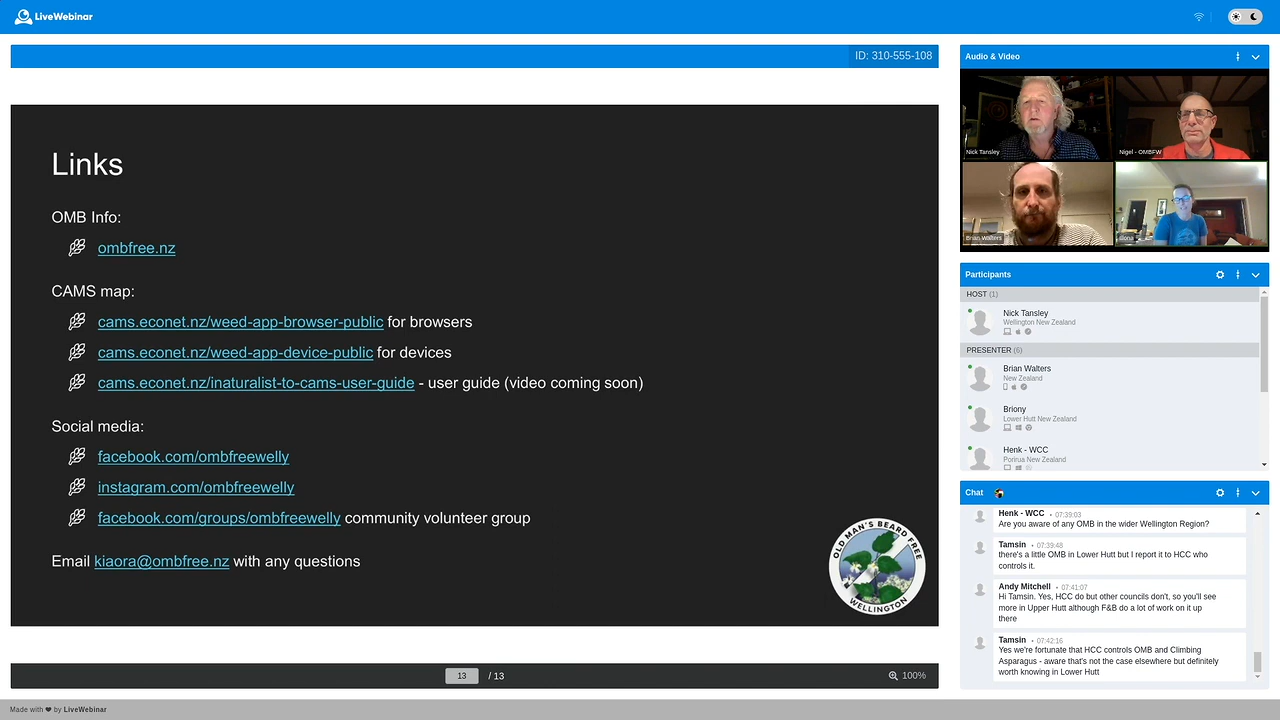 LiveWebinar
ID: 310-555-108
Links
OMB Info:
ombfree.nz
CAMS map:
cams.econet.nz/weed-app-browser-public for browsers
cams.econet.nz/weed-app-device-public for devices
cams.econet.nz/inaturalist-to-cams-user-guide - user guide (video coming soon)
Social media:
facebook.com/ombfreewelly
instagram.com/ombfreewelly
facebook.com/groups/ombfreewelly community volunteer group
Email kiaora@ombfree.nz with any questions
OLD MAN'S BEARD FREE
WELLINGTON
13 / 13
100%
Made with ❤ by LiveWebinar
Audio & Video
Nick Tansley
Nigel - OMBFW
Brian Walters
Illona
Participants
HOST (1)
Nick Tansley
Wellington New Zealand
PRESENTER (6)
Brian Walters
New Zealand
Briony
Lower Hutt New Zealand
Henk - WCC
Porirua New Zealand
Chat
Henk - WCC • 07:39:03
Are you aware of any OMB in the wider Wellington Region?
Tamsin • 07:39:48
there's a little OMB in Lower Hutt but I report it to HCC who
controls it.
Andy Mitchell • 07:41:07
Hi Tamsin. Yes, HCC do but other councils don't, so you'll see
more in Upper Hutt although F&B do a lot of work on it up
there
Tamsin • 07:42:16
Yes we're fortunate that HCC controls OMB and Climbing
Asparagus - aware that's not the case elsewhere but definitely
worth knowing in Lower Hutt